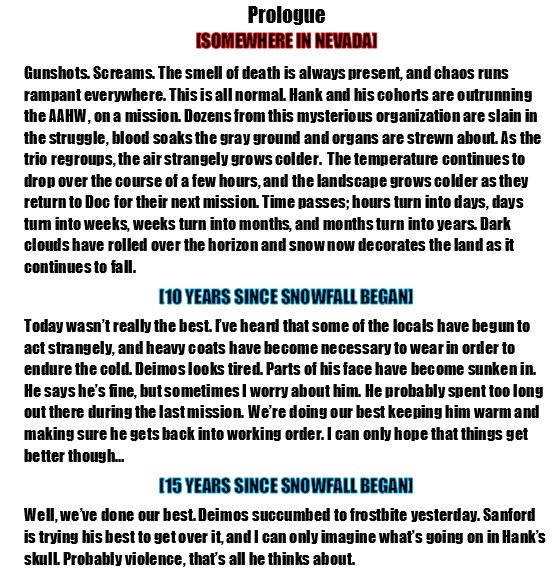 Prologue
[SOMEWHERE IN NEVADA]
Gunshots. Screams. The smell of death is always present, and chaos runs
rampant everywhere. This is all normal. Hank and his cohorts are outrunning
the AAHW, on a mission. Dozens from this mysterious organization are slain in
the struggle, blood soaks the gray ground and organs are strewn about. As the
trio regroups, the air strangely grows colder. The temperature continues to
drop over the course of a few hours, and the landscape grows colder as they
return to Doc for their next mission. Time passes; hours turn into days, days
turn into weeks, weeks turn into months, and months turn into years. Dark
clouds have rolled over the horizon and snow now decorates the land as it
continues to fall.
[10 YEARS SINCE SNOWFALL BEGAN]
Today wasn't really the best. I've heard that some of the locals have begun to
act strangely, and heavy coats have become necessary to wear in order to
endure the cold. Deimos looks tired. Parts of his face have become sunken in.
He says he's fine, but sometimes I worry about him. He probably spent too long
out there during the last mission. We're doing our best keeping him warm and
making sure he gets back into working order. I can only hope that things get
better though...
[15 YEARS SINCE SNOWFALL BEGAN]
Well, we've done our best. Deimos succumbed to frostbite yesterday. Sanford
is trying his best to get over it, and I can only imagine what's going on in Hank's
skull. Probably violence, that's all he thinks about.